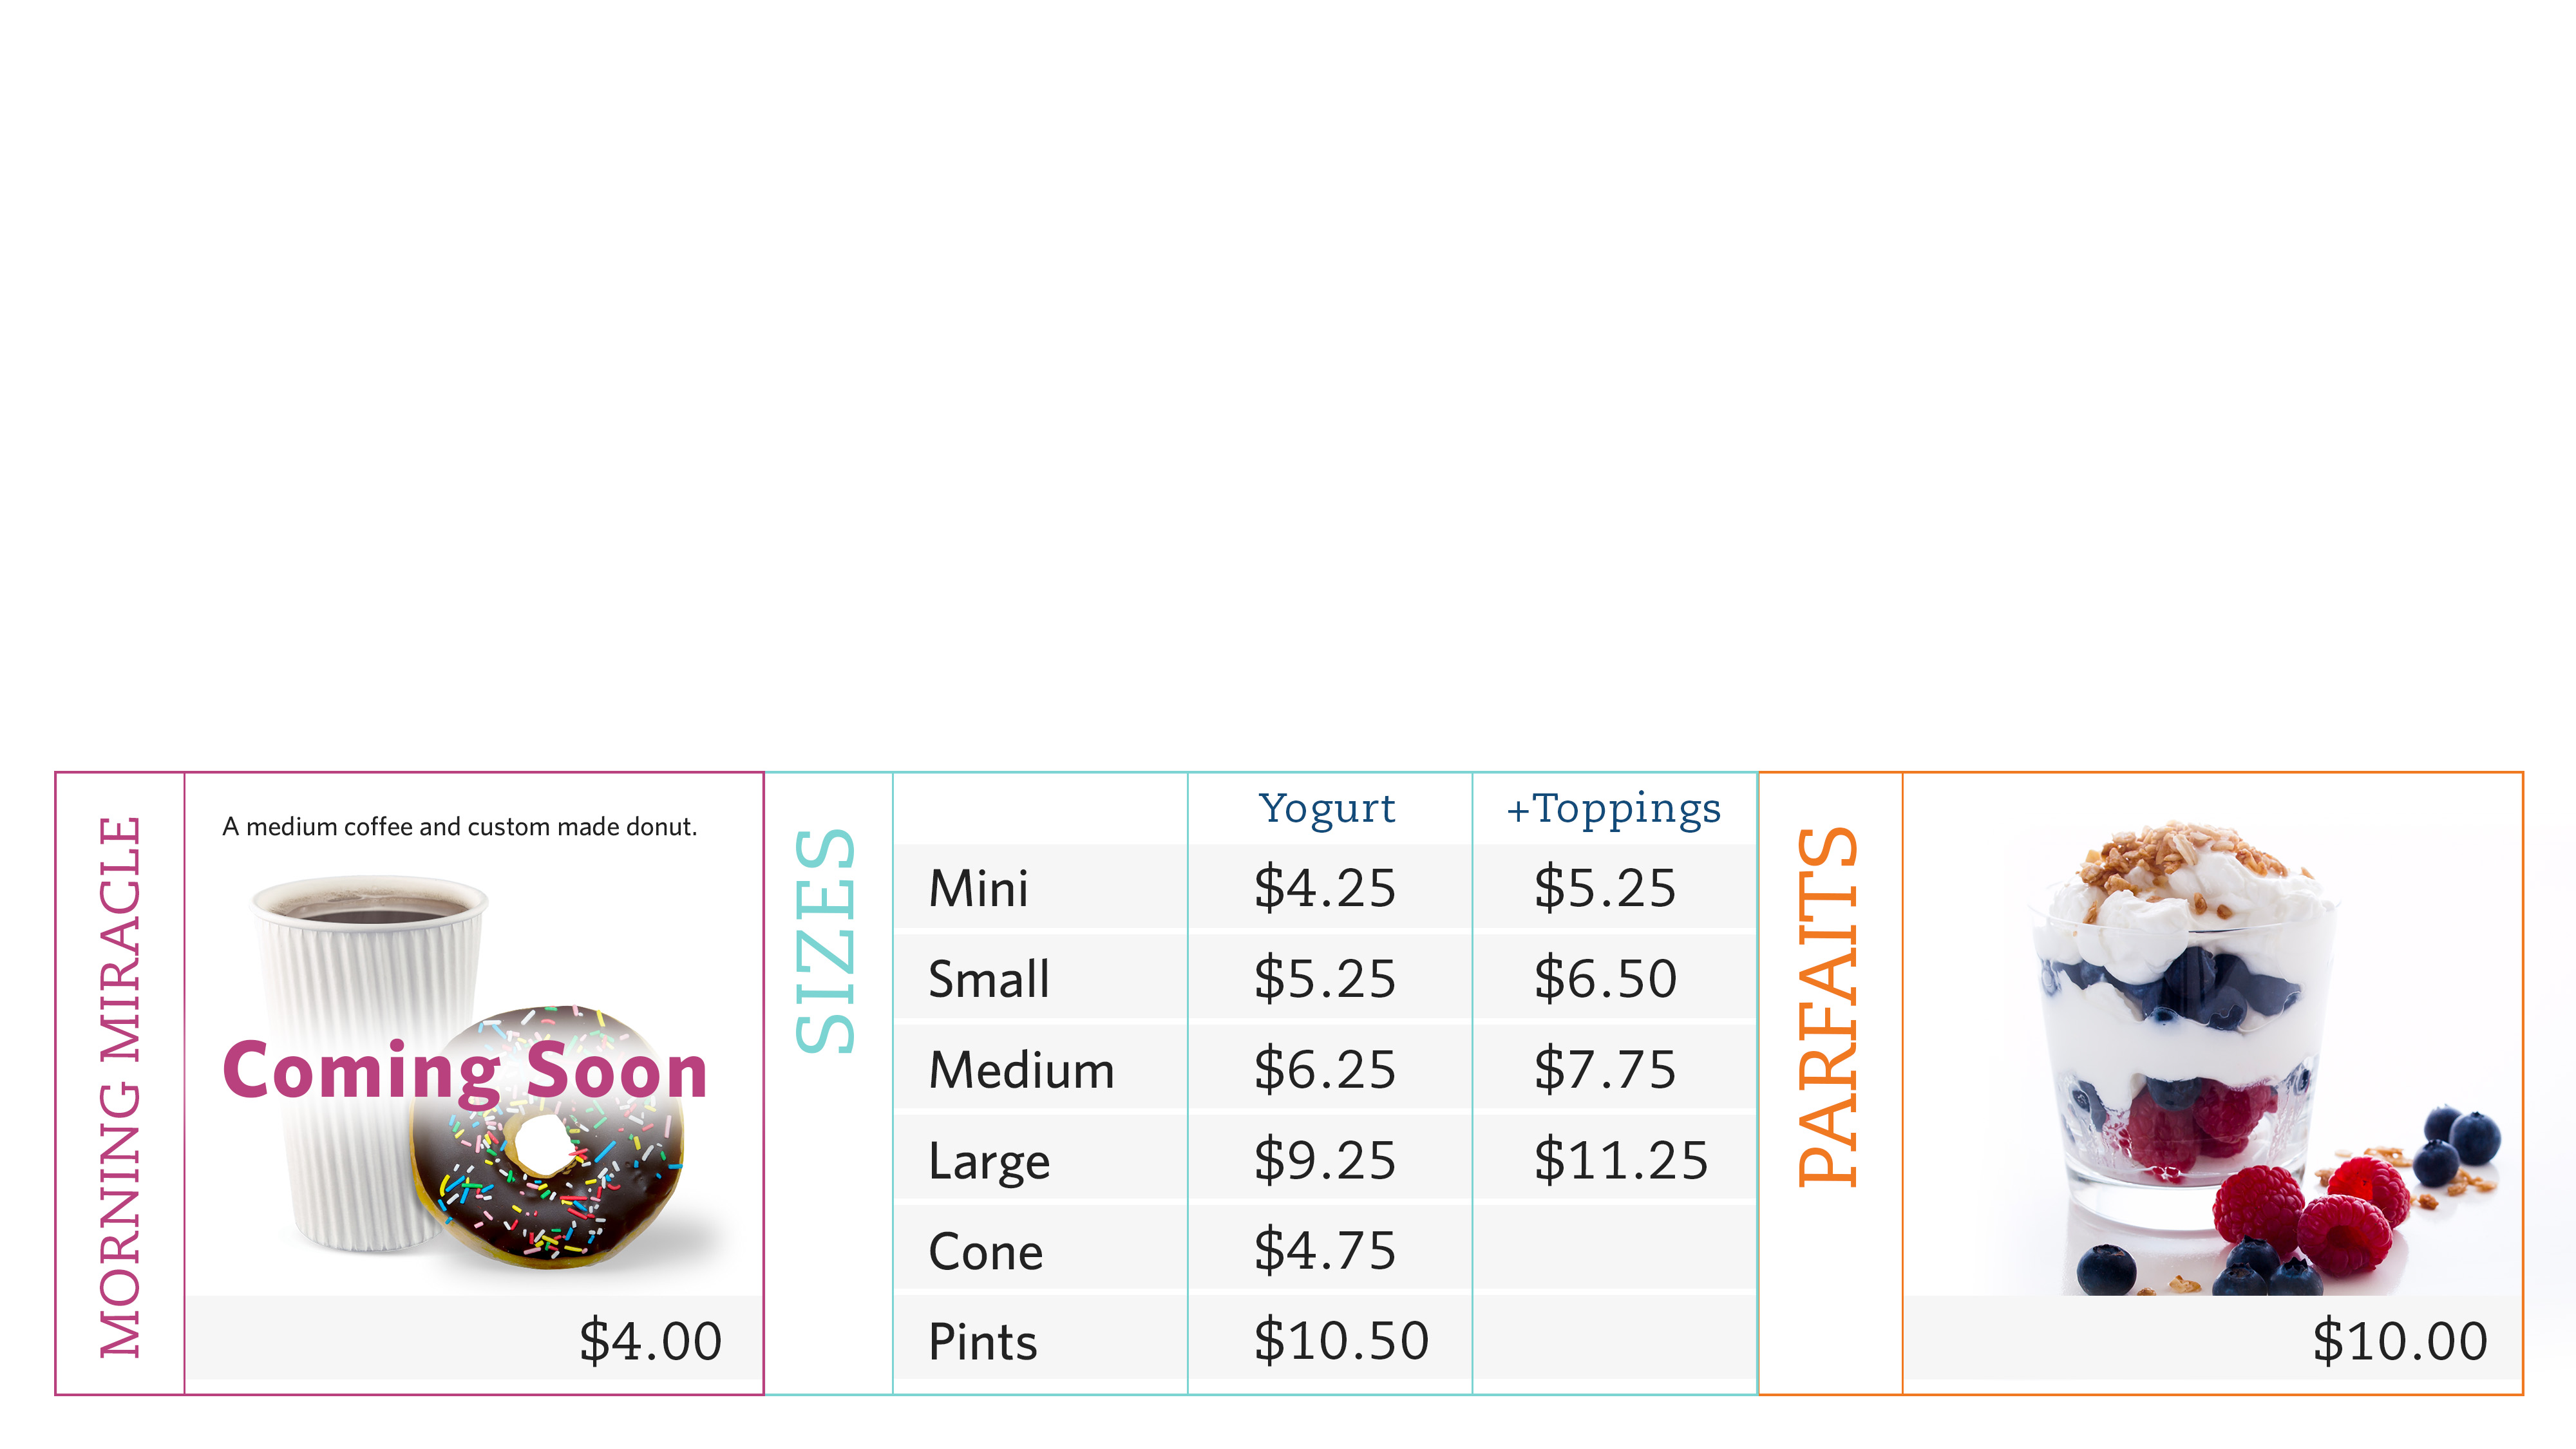 MORNING MIRACLE
A medium coffee and custom made donut.
Coming Soon
$4.00
SIZES
Yogurt +Toppings
Mini $4.25 $5.25
Small $5.25 $6.50
Medium $6.25 $7.75
Large $9.25 $11.25
Cone $4.75
Pints $10.50
PARFAITS
$10.00